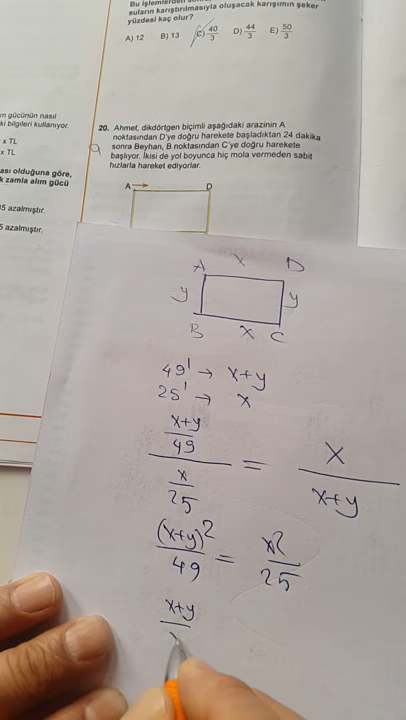 Bu işlemlerden son
suların karıştırılmasıyla oluşacak karışımın şeker
yüzdesi kaç olur?
A) 12 B) 13 C) 40/3 D) 44/3 E) 50/3
m gücünün nasıl
ki bilgileri kullanıyor.
x TL
x TL
ası olduğuna göre,
k zamla alım gücü
5 azalmıştır.
5 azalmıştır.
20. Ahmet, dikdörtgen biçimli aşağıdaki arazinin A
noktasından D'ye doğru harekete başladıktan 24 dakika
sonra Beyhan, B noktasından C'ye doğru harekete
başlıyor. İkisi de yol boyunca hiç mola vermeden sabit
hızlarla hareket ediyorlar.
A → D
A x D
y y
B x C
49' → x+y
25' → x
x+y
49
x
25
=
x
x+y
(x+y)²
49
=
x²
25
x+y